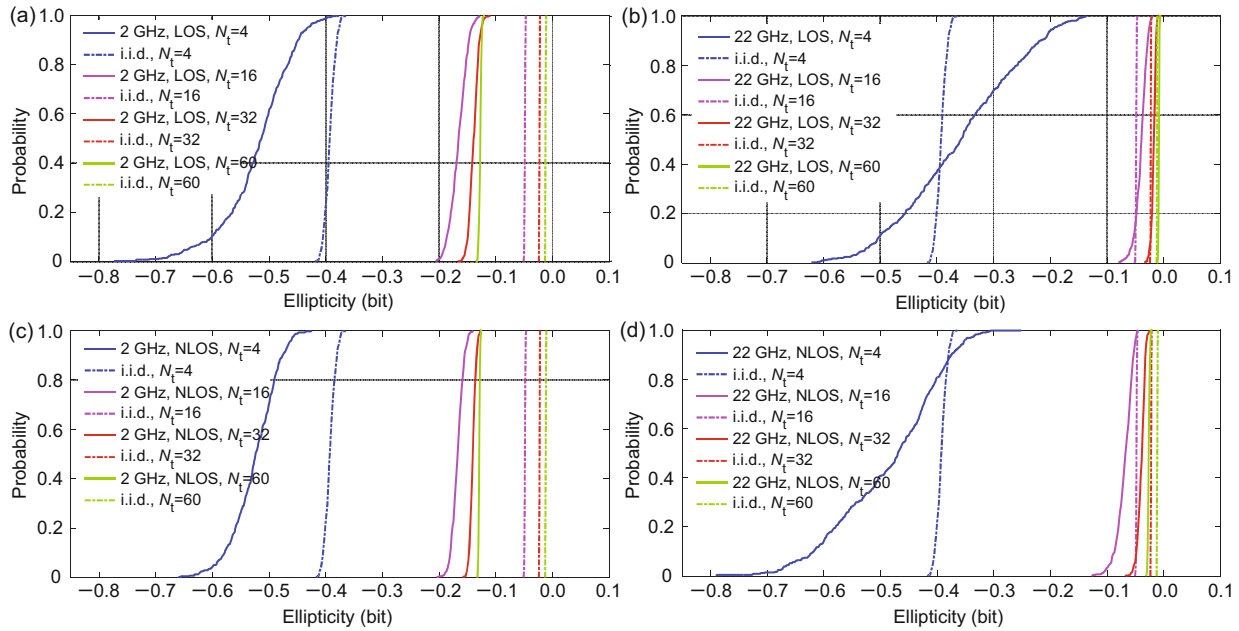 (a)
1.0
0.8
0.6
0.4
0.2
0
Probability
2 GHz, LOS, Nt=4
i.i.d., Nt=4
2 GHz, LOS, Nt=16
i.i.d., Nt=16
2 GHz, LOS, Nt=32
i.i.d., Nt=32
2 GHz, LOS, Nt=60
i.i.d., Nt=60
−0.8 −0.7 −0.6 −0.5 −0.4 −0.3 −0.2 −0.1 0.0 0.1
Ellipticity (bit)
(b)
1.0
0.8
0.6
0.4
0.2
0
Probability
22 GHz, LOS, Nt=4
i.i.d., Nt=4
22 GHz, LOS, Nt=16
i.i.d., Nt=16
22 GHz, LOS, Nt=32
i.i.d., Nt=32
22 GHz, LOS, Nt=60
i.i.d., Nt=60
−0.8 −0.7 −0.6 −0.5 −0.4 −0.3 −0.2 −0.1 0.0 0.1
Ellipticity (bit)
(c)
1.0
0.8
0.6
0.4
0.2
0
Probability
2 GHz, NLOS, Nt=4
i.i.d., Nt=4
2 GHz, NLOS, Nt=16
i.i.d., Nt=16
2 GHz, NLOS, Nt=32
i.i.d., Nt=32
2 GHz, NLOS, Nt=60
i.i.d., Nt=60
−0.8 −0.7 −0.6 −0.5 −0.4 −0.3 −0.2 −0.1 0.0 0.1
Ellipticity (bit)
(d)
1.0
0.8
0.6
0.4
0.2
0
Probability
22 GHz, NLOS, Nt=4
i.i.d., Nt=4
22 GHz, NLOS, Nt=16
i.i.d., Nt=16
22 GHz, NLOS, Nt=32
i.i.d., Nt=32
22 GHz, NLOS, Nt=60
i.i.d., Nt=60
−0.8 −0.7 −0.6 −0.5 −0.4 −0.3 −0.2 −0.1 0.0 0.1
Ellipticity (bit)